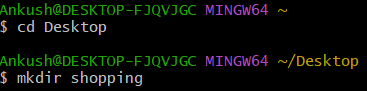 Ankush@DESKTOP-FJQVJGC MINGW64 ~
$ cd Desktop
Ankush@DESKTOP-FJQVJGC MINGW64 ~/Desktop
$ mkdir shopping